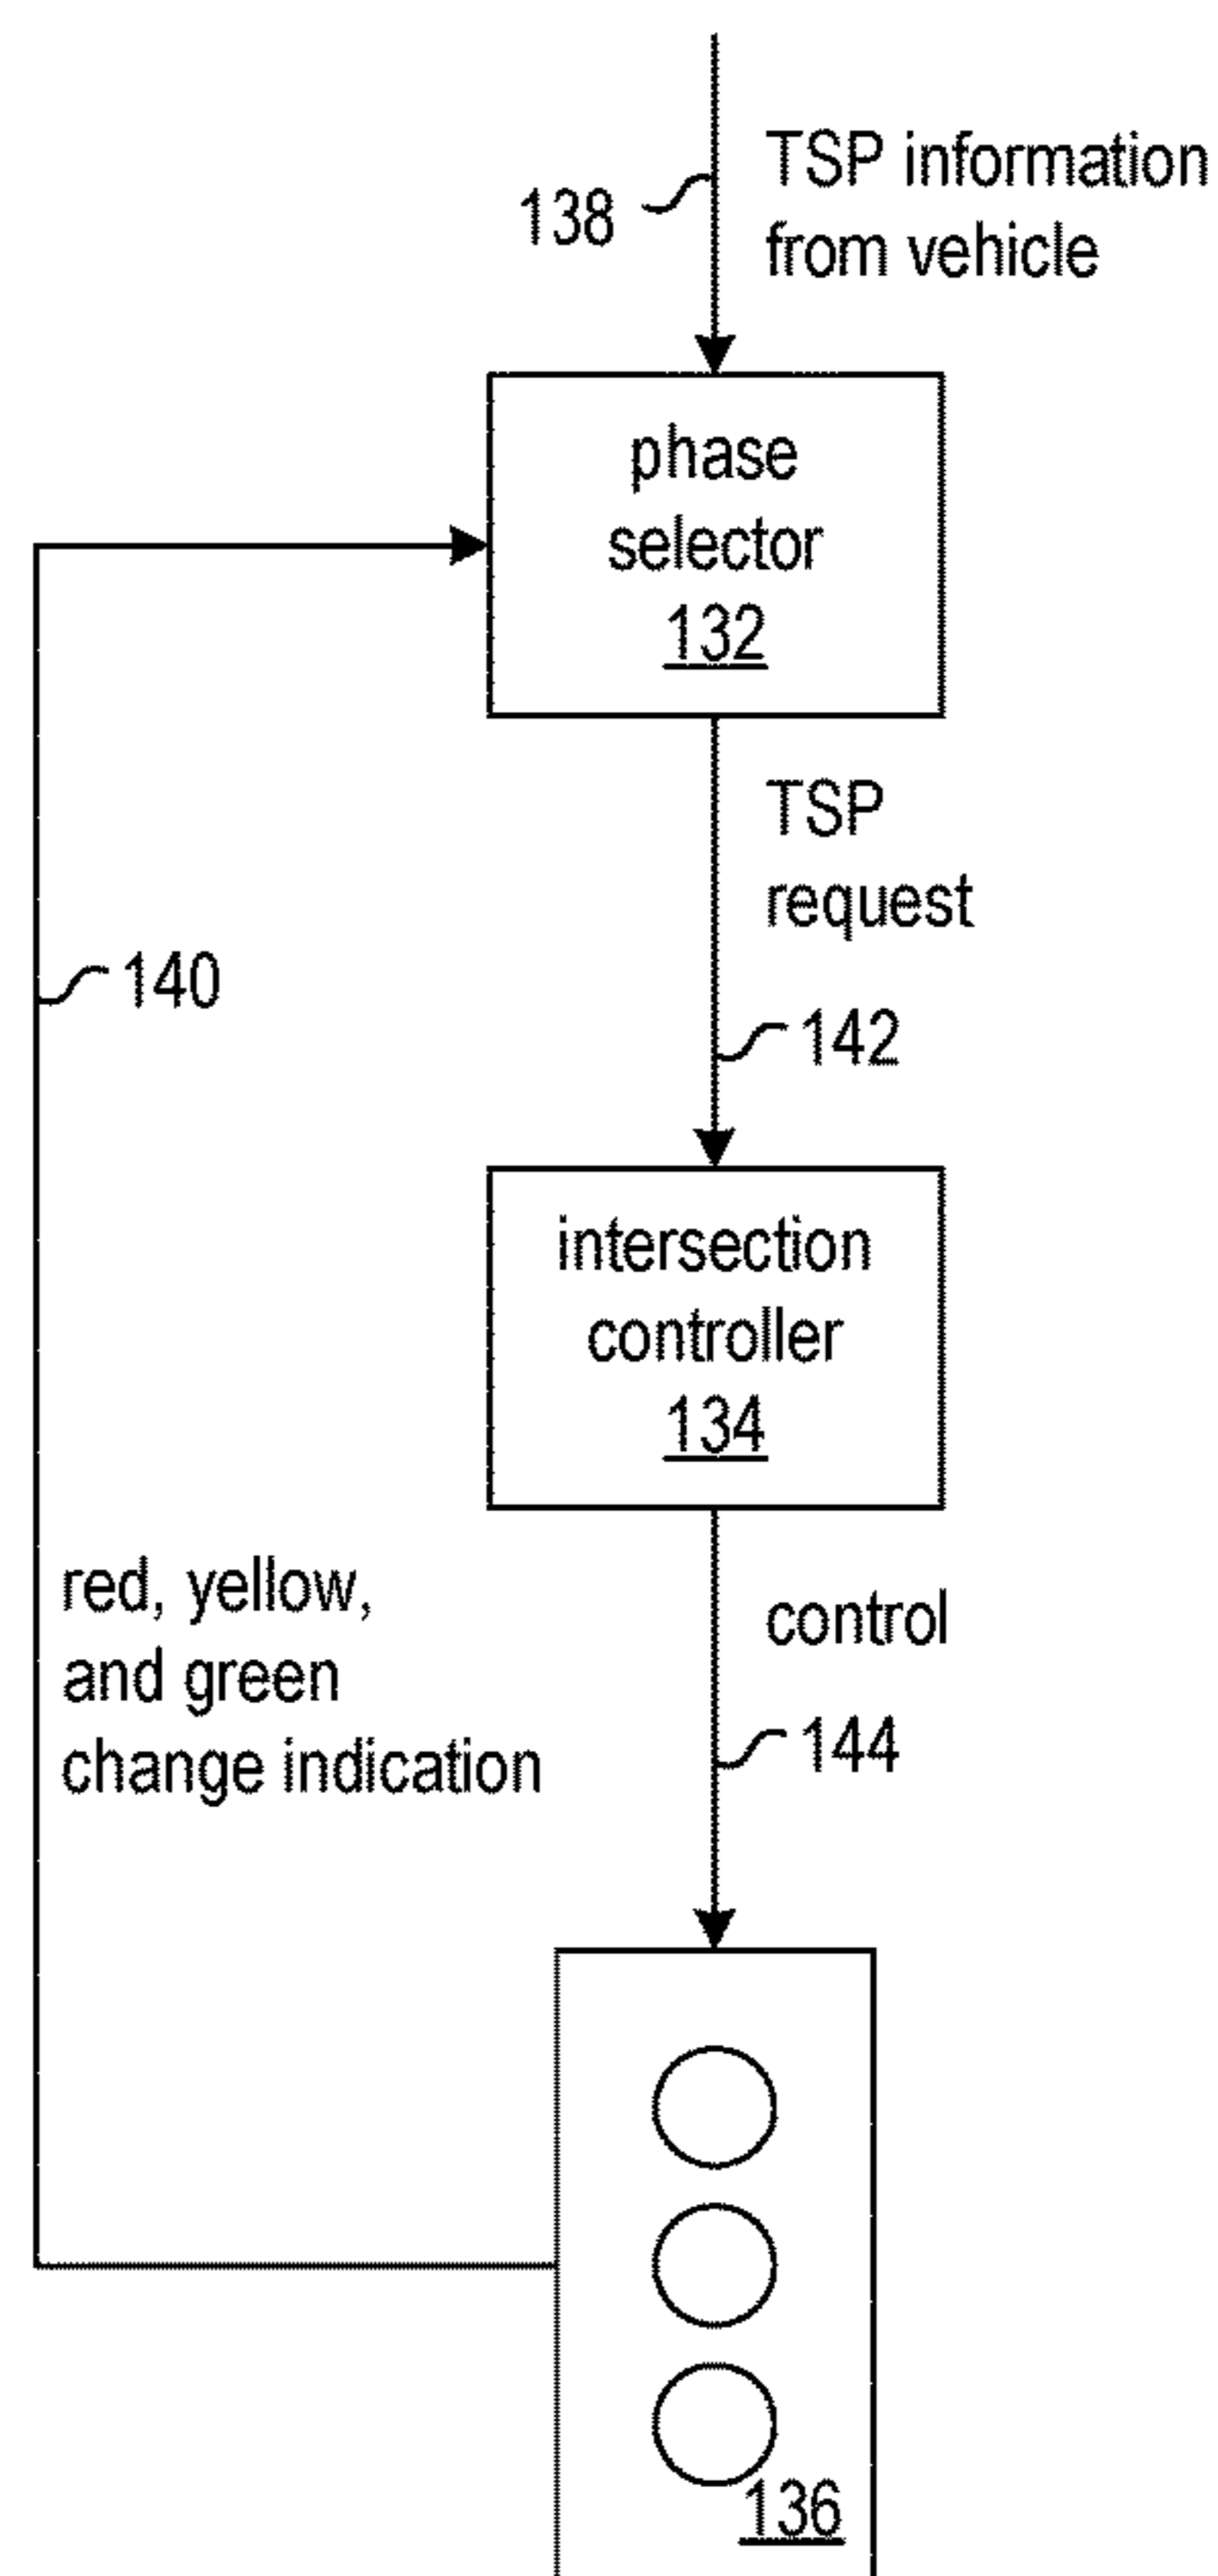 TSP information
from vehicle
138
phase
selector
132
TSP
request
140
142
intersection
controller
134
red, yellow,
and green
change indication
control
144
136